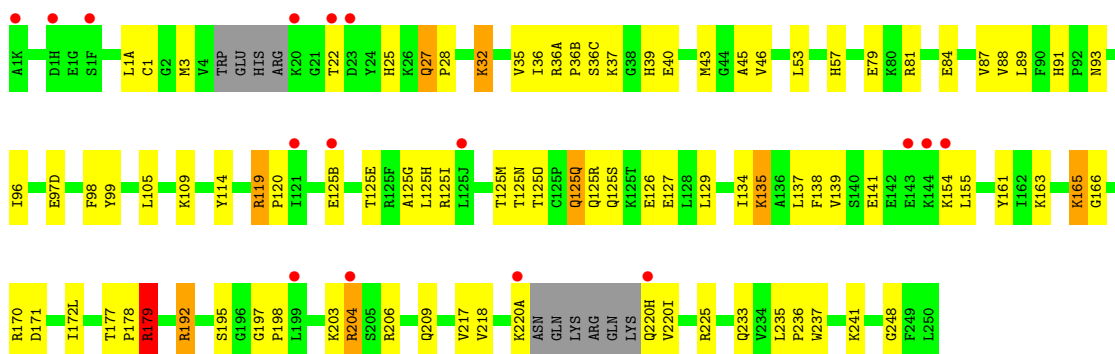 A1K D1H E1G S1F L1A C1 G2 M3 V4 TRP GLU HIS ARG K20 G21 T22 D23 Y24 H25 K26 Q27 P28 K32 V35 I36 R36A P36B S36C K37 G38 H39 E40 M43 G44 A45 V46 L53 H57 E79 K80 R81 E84 V87 V88 L89 F90 H91 P92 N93
I96 E97D F98 Y99 L105 K109 Y114 R119 P120 I121 E125B T125E R125F A125G L125H R125I L125J T125M T125N T125O C125P Q125Q Q125R Q125S K125T E126 E127 L128 L129 I134 K135 A136 L137 F138 V139 S140 E141 E142 E143 K144 K154 L155 Y161 I162 K163 K165 G166
R170 D171 I172L T177 P178 R179 R192 S195 G196 G197 P198 L199 K203 R204 S205 R206 Q209 V217 V218 K220A ASN GLN LYS ARG GLN LYS Q220H V220I R225 Q233 V234 L235 P236 W237 K241 G248 F249 L250